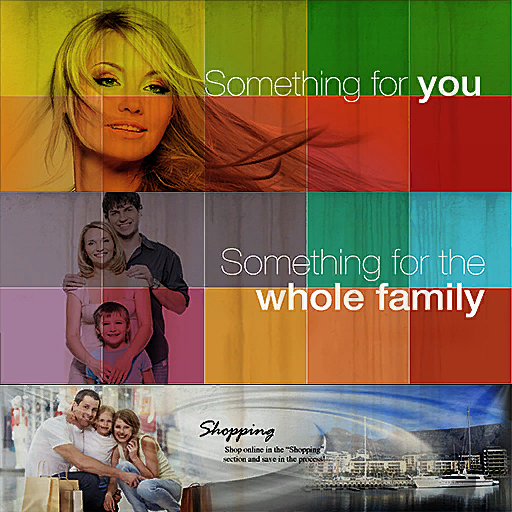 Something for you
Something for the
whole family
Shopping
Shop online in the "Shopping"
section and save in the process!